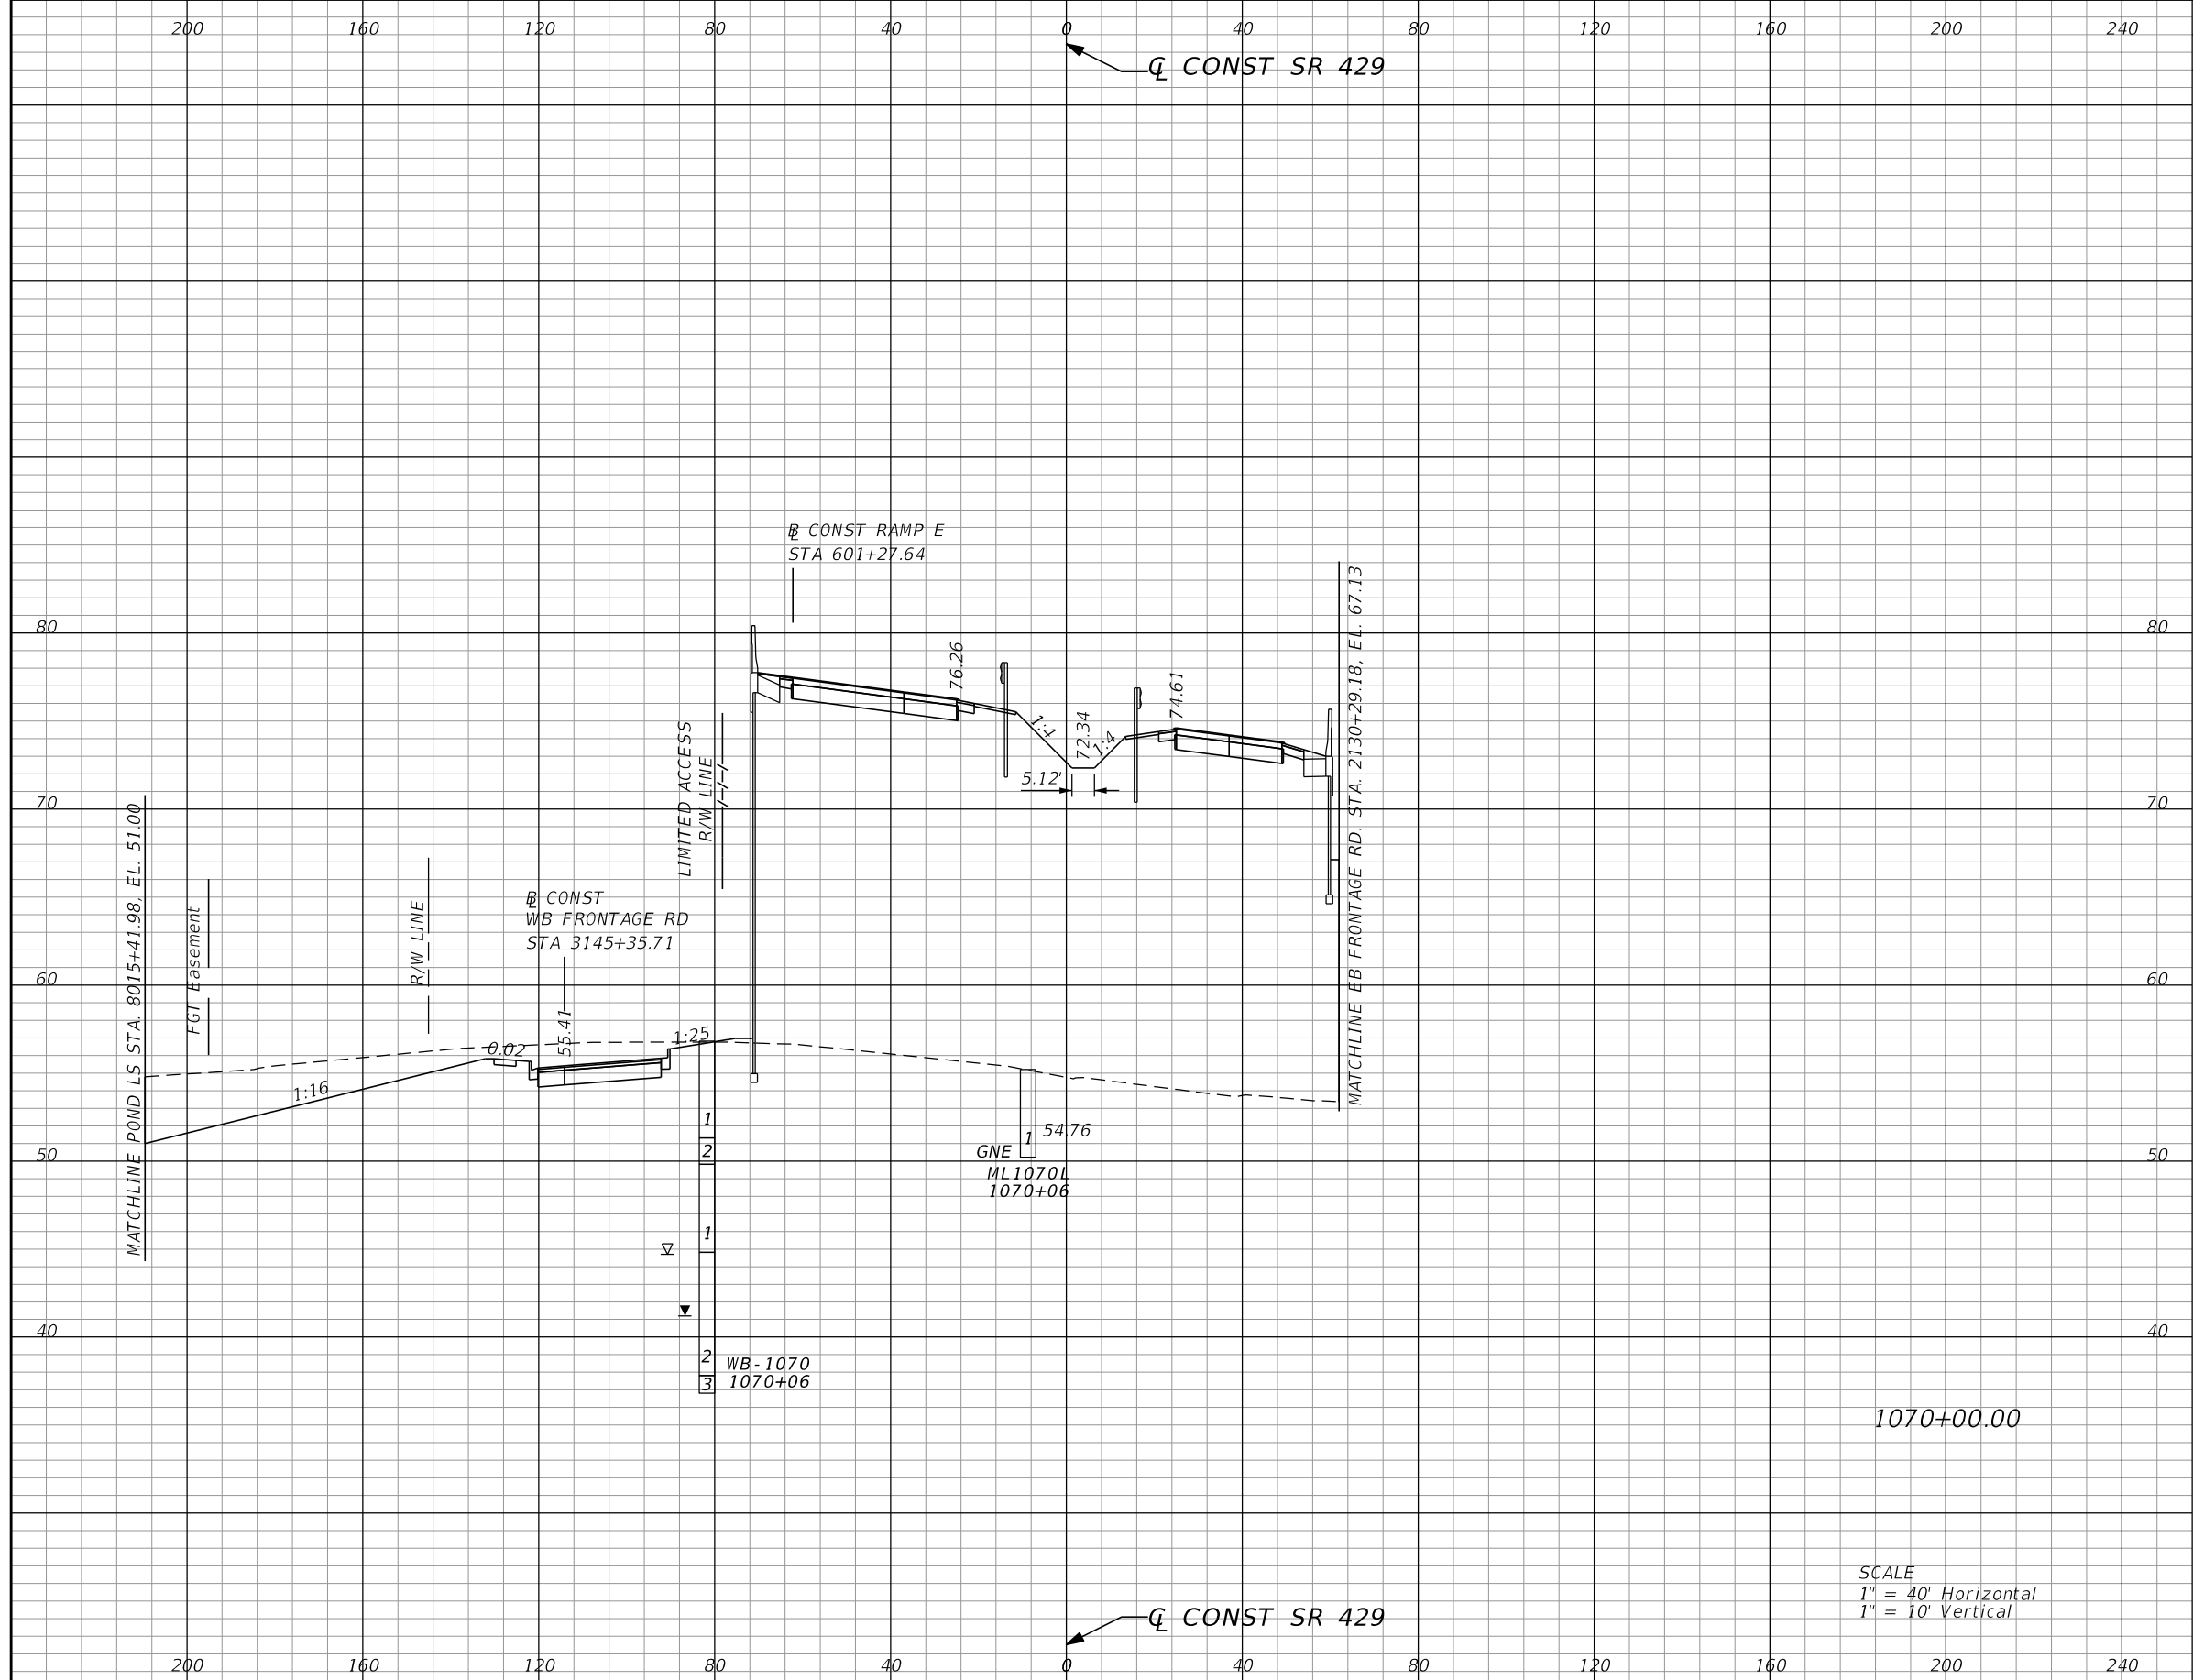 200 160 120 80 40 0 40 80 120 160 200 240
℄ CONST SR 429
B̲L CONST RAMP E
STA 601+27.64
80 80
76.26
74.61
72.34
1:4
1:4
5.12'
LIMITED ACCESS
R/W LINE
MATCHLINE EB FRONTAGE RD. STA. 2130+29.18, EL. 67.13
70 70
MATCHLINE POND LS STA. 8015+41.98, EL. 51.00
FGT Easement
R/W LINE
BL CONST
WB FRONTAGE RD
STA 3145+35.71
60 60
55.41
0.02
1:25
1:16
1
2
1
2
3
1
54.76
GNE
ML1070L
1070+06
50 50
40 40
WB-1070
1070+06
1070+00.00
SCALE
1" = 40' Horizontal
1" = 10' Vertical
℄ CONST SR 429
200 160 120 80 40 0 40 80 120 160 200 240